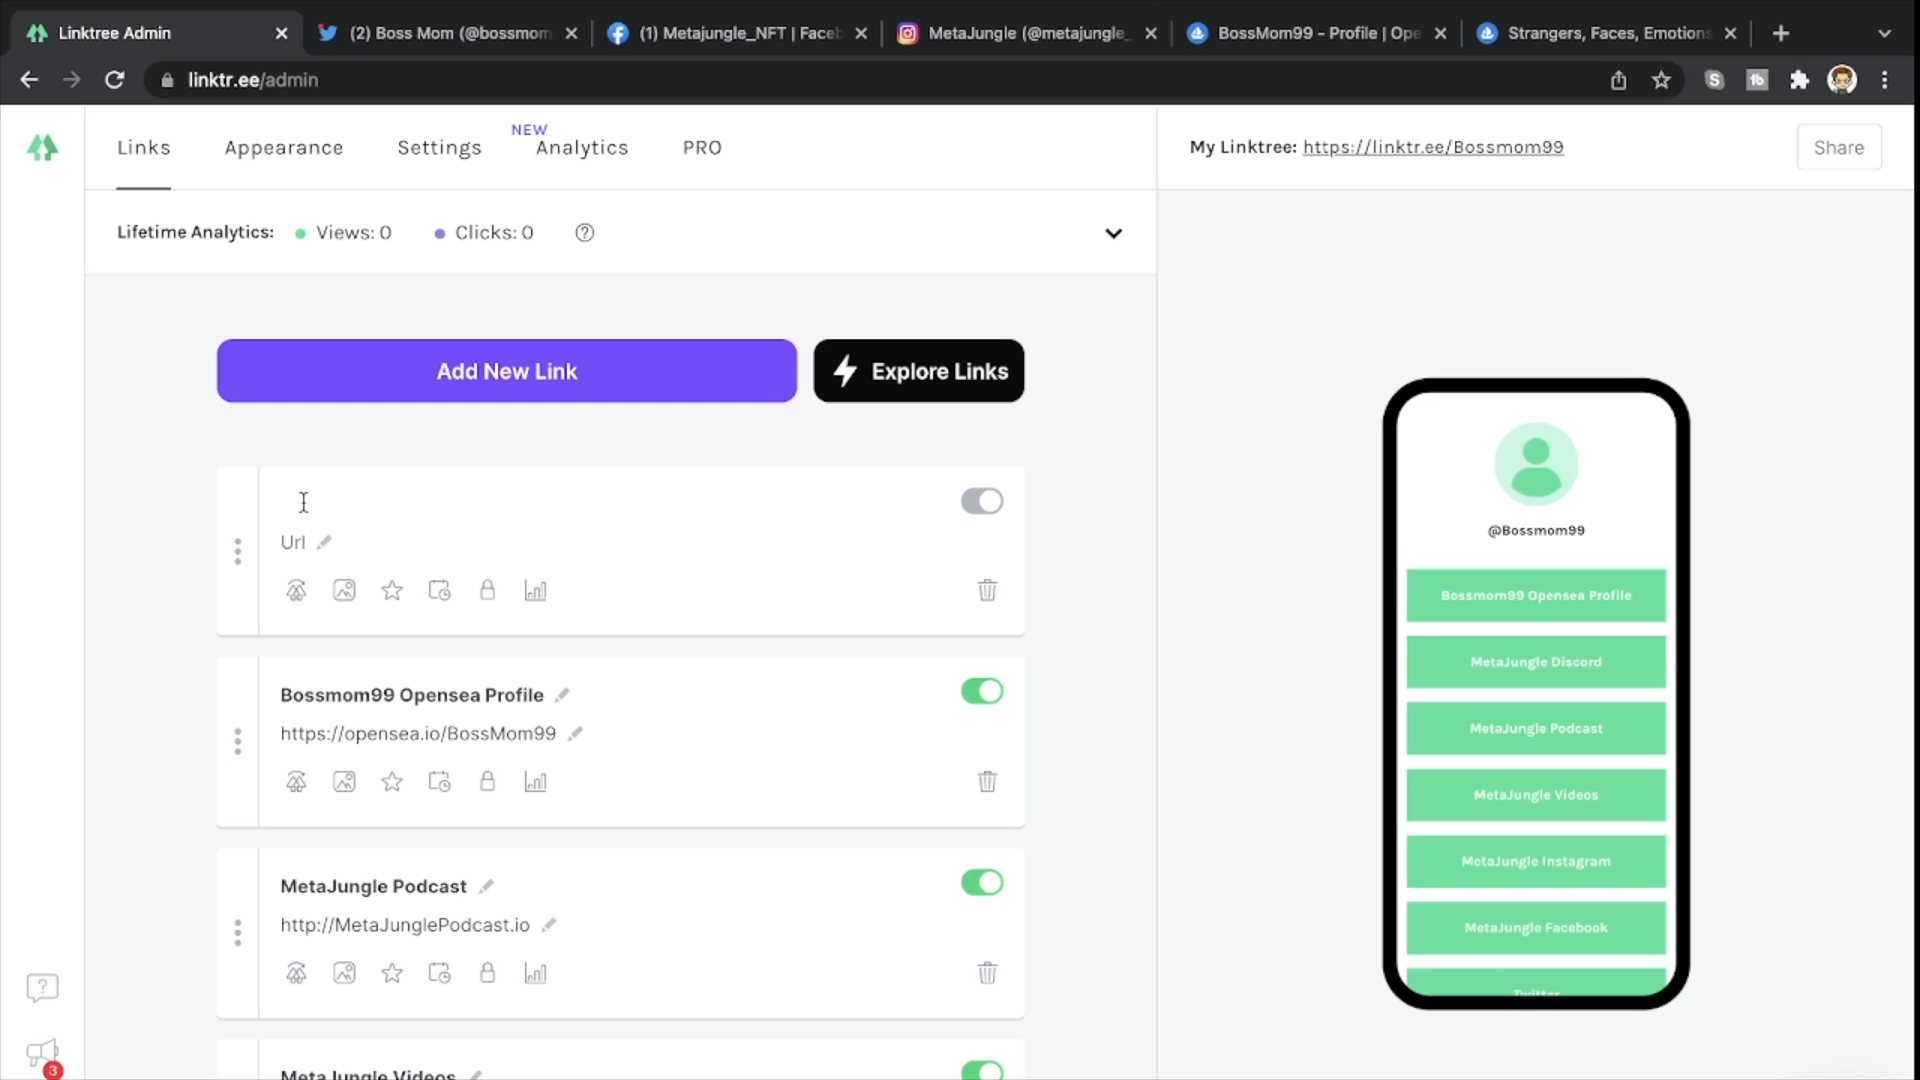 Linktree Admin
(2) Boss Mom (@bossmom
(1) Metajungle_NFT | Faceb
MetaJungle (@metajungle_
BossMom99 - Profile | Ope
Strangers, Faces, Emotions
linktr.ee/admin
Links
Appearance
Settings
NEW
Analytics
PRO
My Linktree: https://linktr.ee/Bossmom99
Share
Lifetime Analytics:
Views: 0
Clicks: 0
Add New Link
Explore Links
Url
Bossmom99 Opensea Profile
https://opensea.io/BossMom99
MetaJungle Podcast
http://MetaJunglePodcast.io
MetaJungle Videos
3
@Bossmom99
Bossmom99 Opensea Profile
MetaJungle Discord
MetaJungle Podcast
MetaJungle Videos
MetaJungle Instagram
MetaJungle Facebook
Twitter